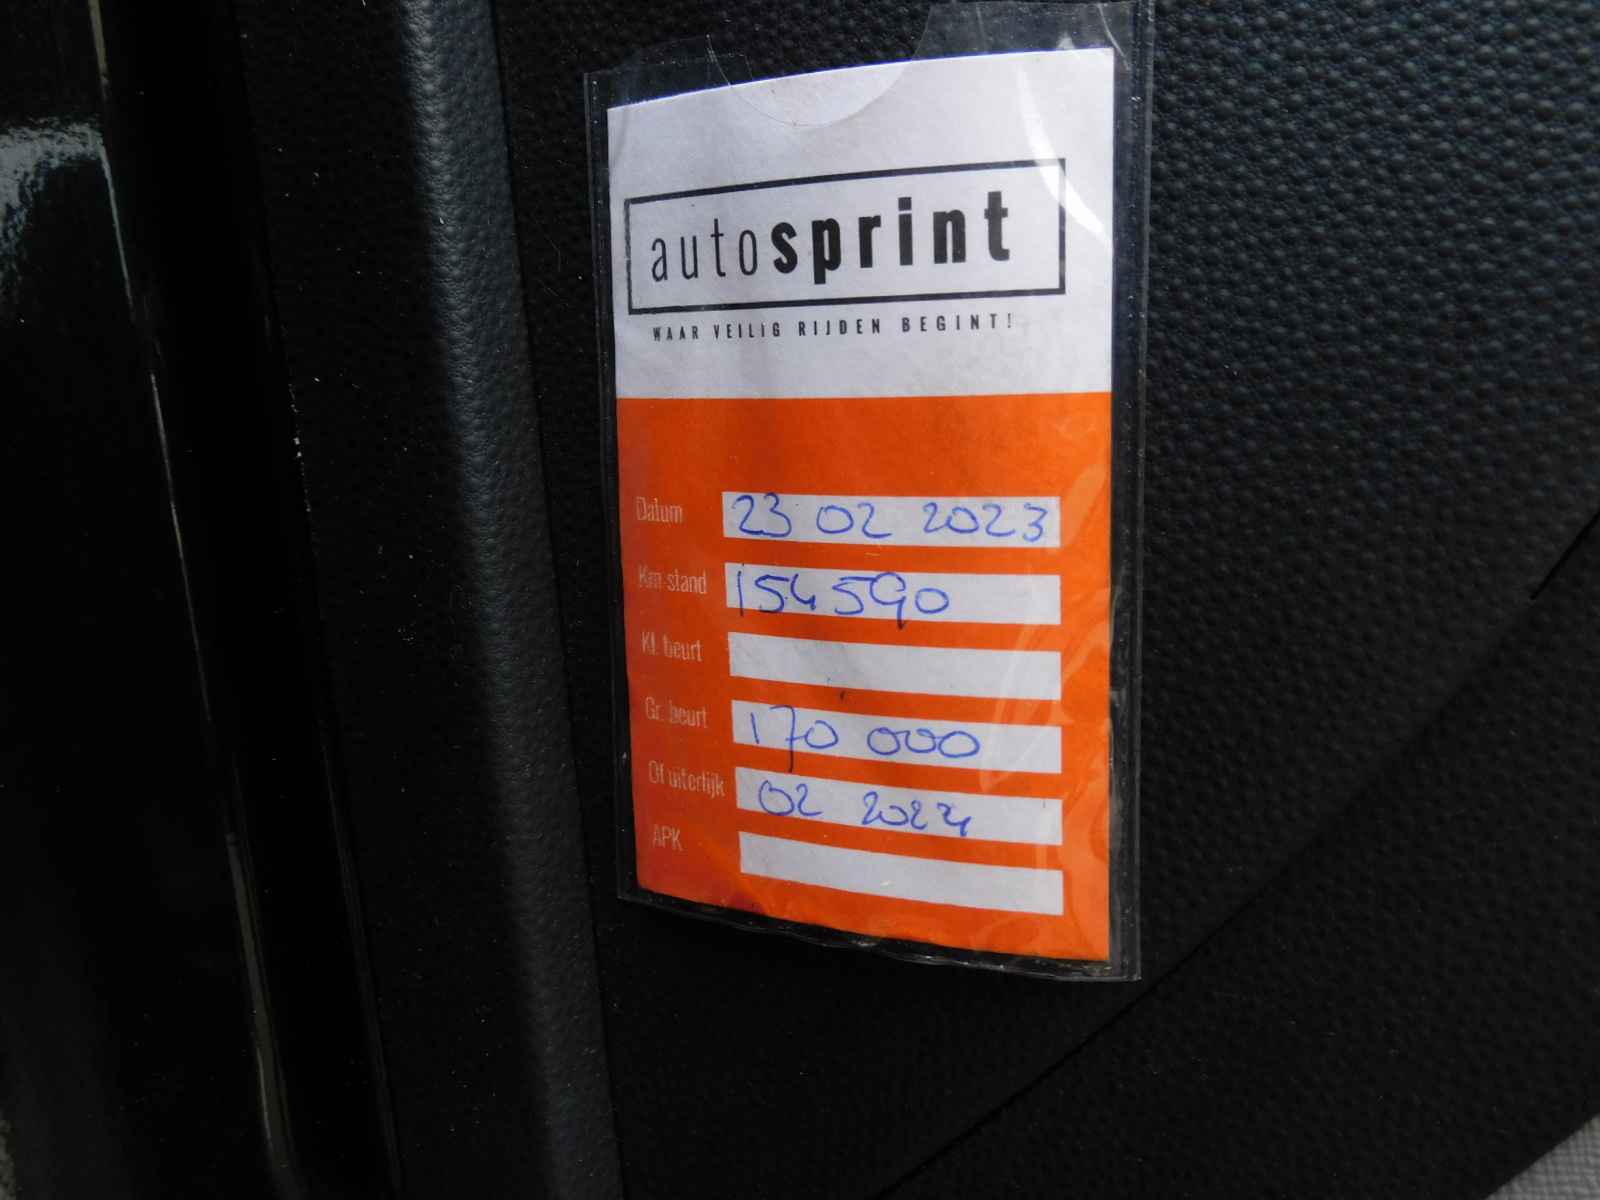 autosprint
WAAR VEILIG RIJDEN BEGINT!
Datum 23 02 2023
Km-stand 154590
Kl. beurt
Gr. beurt 170 000
Of uiterlijk 02 2024
APK